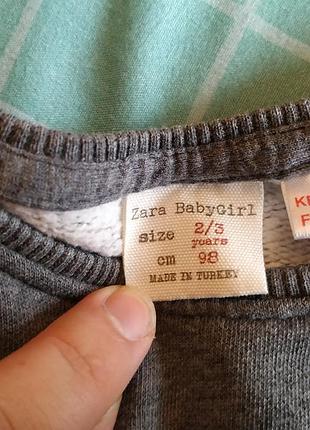 Zara BabyGirl
size 2/3
years
cm 98
MADE IN TURKEY